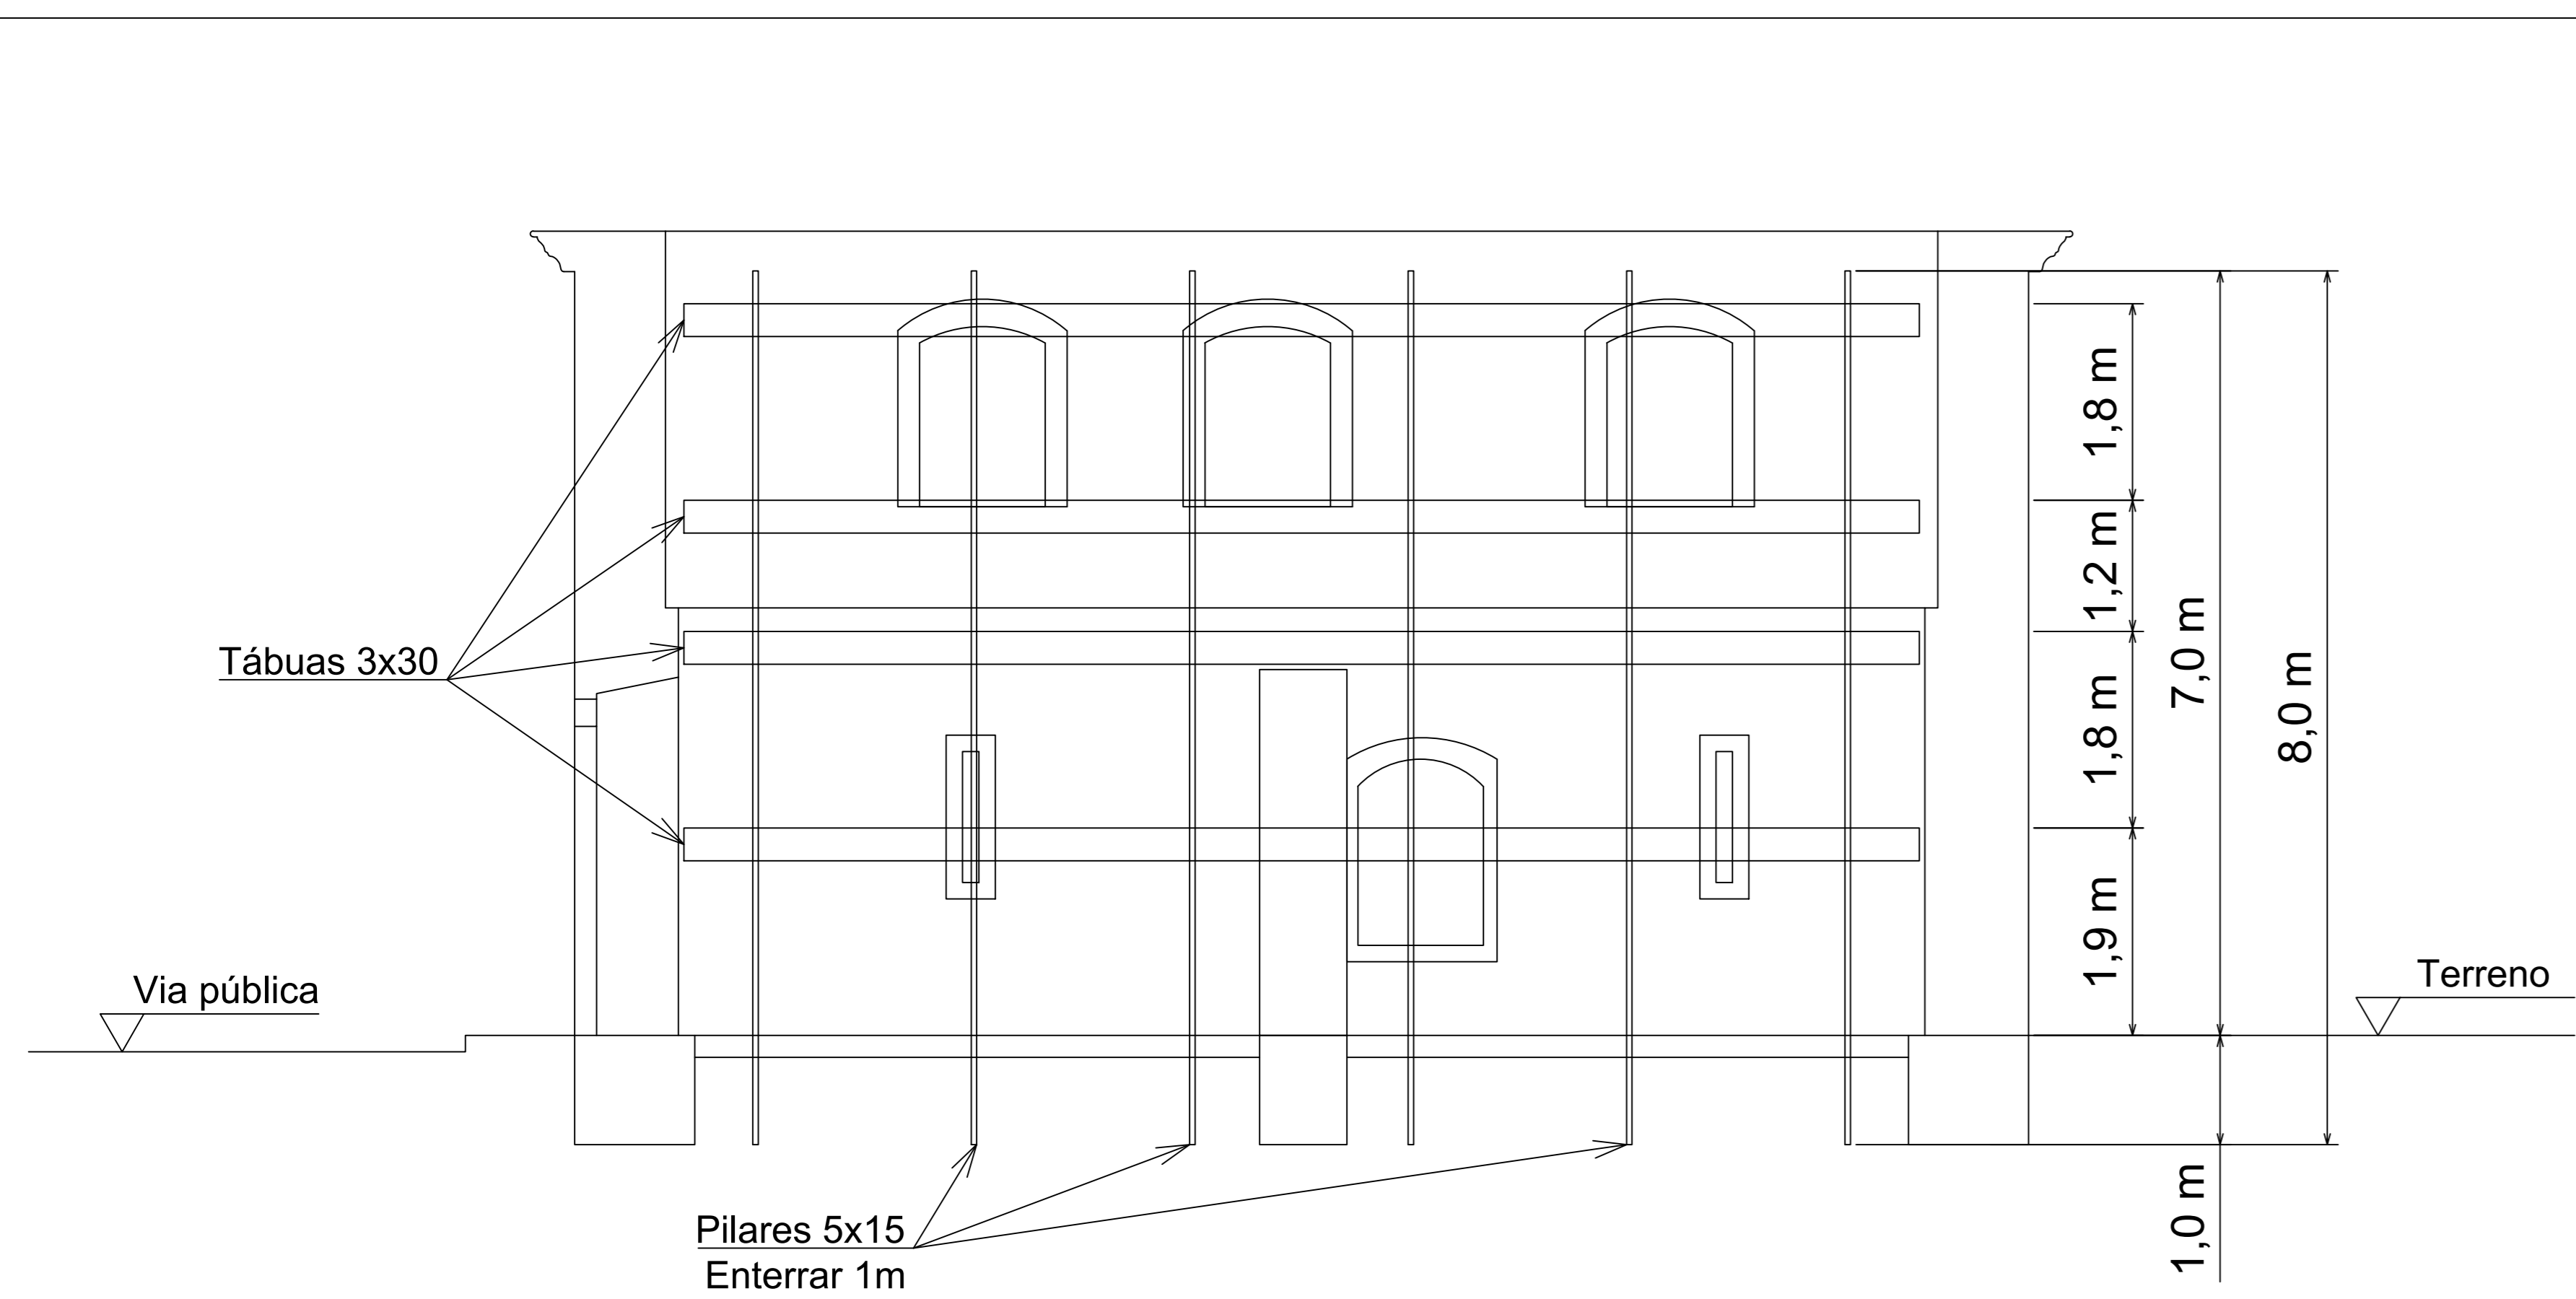 1,8 m
1,2 m
7,0 m
Tábuas 3x30
8,0 m
1,8 m
1,9 m
Via pública
Terreno
1,0 m
Pilares 5x15
Enterrar 1m